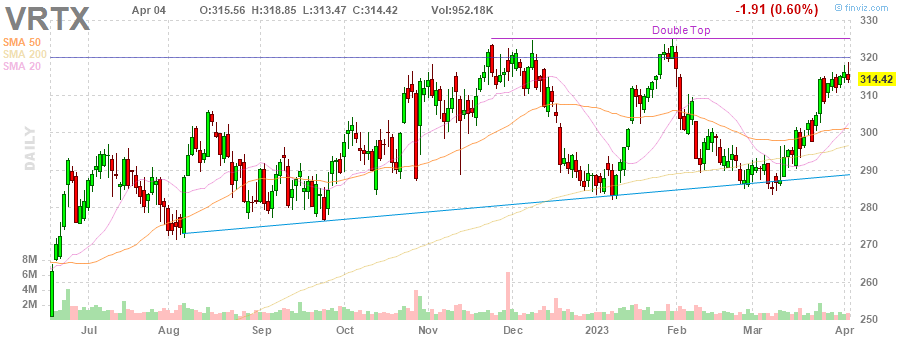 © finviz.com
VRTX Apr 04 O:315.56 H:318.85 L:313.47 C:314.42 Vol:952.18K -1.91 (0.60%)
SMA 50
SMA 200
SMA 20
Double Top
DAILY
330
320
314.42
310
300
290
280
270
260
250
8M
6M
4M
2M
Jul Aug Sep Oct Nov Dec 2023 Feb Mar Apr